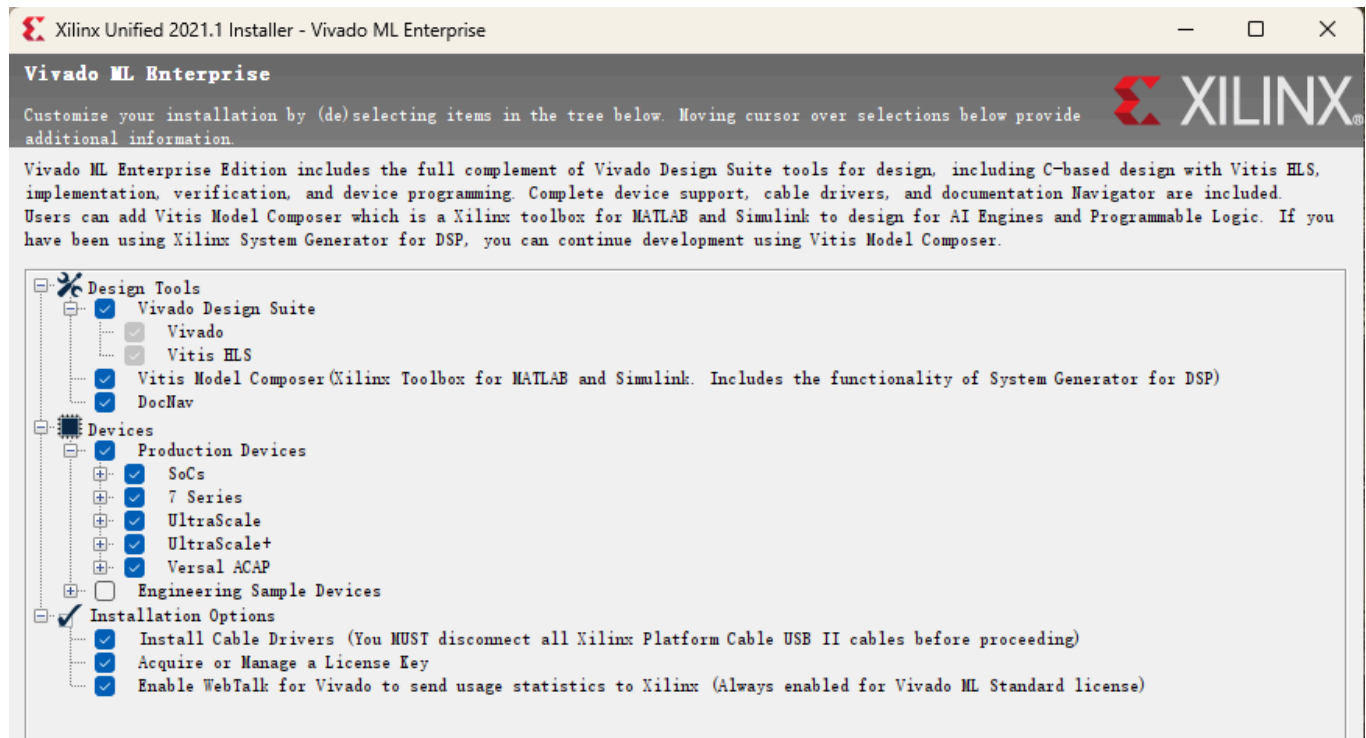 Xilinx Unified 2021.1 Installer - Vivado ML Enterprise
Vivado ML Enterprise
Customize your installation by (de)selecting items in the tree below. Moving cursor over selections below provide
additional information.
XILINX®
Vivado ML Enterprise Edition includes the full complement of Vivado Design Suite tools for design, including C-based design with Vitis HLS,
implementation, verification, and device programming. Complete device support, cable drivers, and documentation Navigator are included.
Users can add Vitis Model Composer which is a Xilinx toolbox for MATLAB and Simulink to design for AI Engines and Programmable Logic. If you
have been using Xilinx System Generator for DSP, you can continue development using Vitis Model Composer.
Design Tools
Vivado Design Suite
Vivado
Vitis HLS
Vitis Model Composer(Xilinx Toolbox for MATLAB and Simulink. Includes the functionality of System Generator for DSP)
DocNav
Devices
Production Devices
SoCs
7 Series
UltraScale
UltraScale+
Versal ACAP
Engineering Sample Devices
Installation Options
Install Cable Drivers (You MUST disconnect all Xilinx Platform Cable USB II cables before proceeding)
Acquire or Manage a License Key
Enable WebTalk for Vivado to send usage statistics to Xilinx (Always enabled for Vivado ML Standard license)